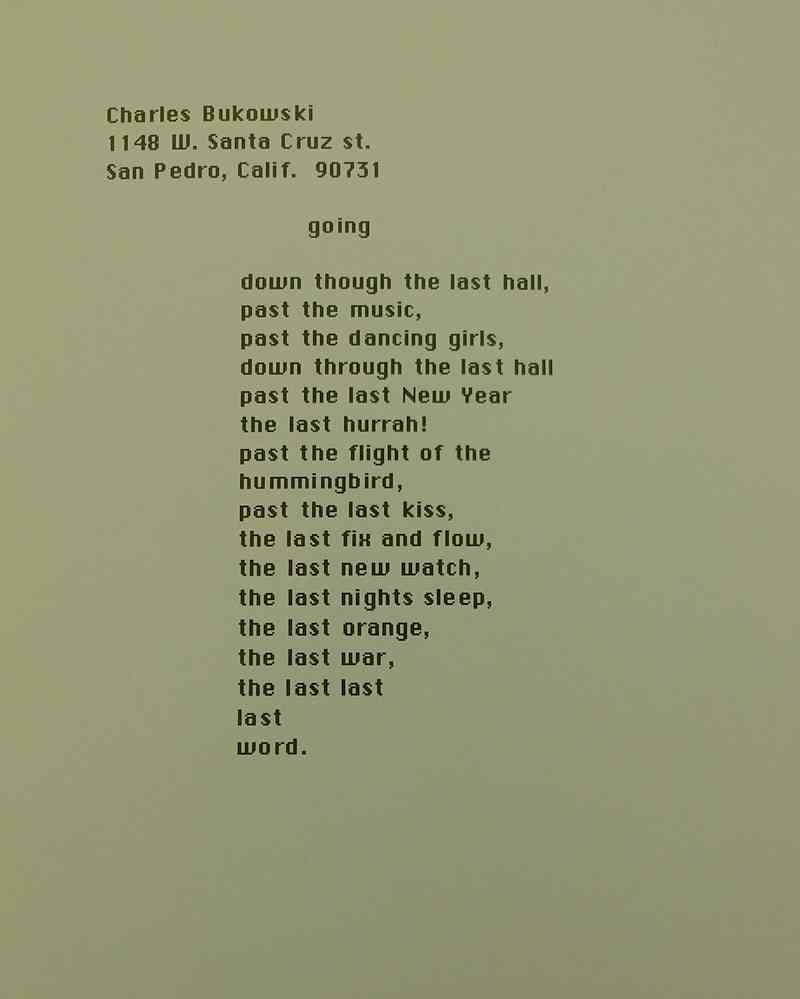 Charles Bukowski
1148 W. Santa Cruz st.
San Pedro, Calif.  90731
going
down though the last hall,
past the music,
past the dancing girls,
down through the last hall
past the last New Year
the last hurrah!
past the flight of the
hummingbird,
past the last kiss,
the last fix and flow,
the last new watch,
the last nights sleep,
the last orange,
the last war,
the last last
last
word.